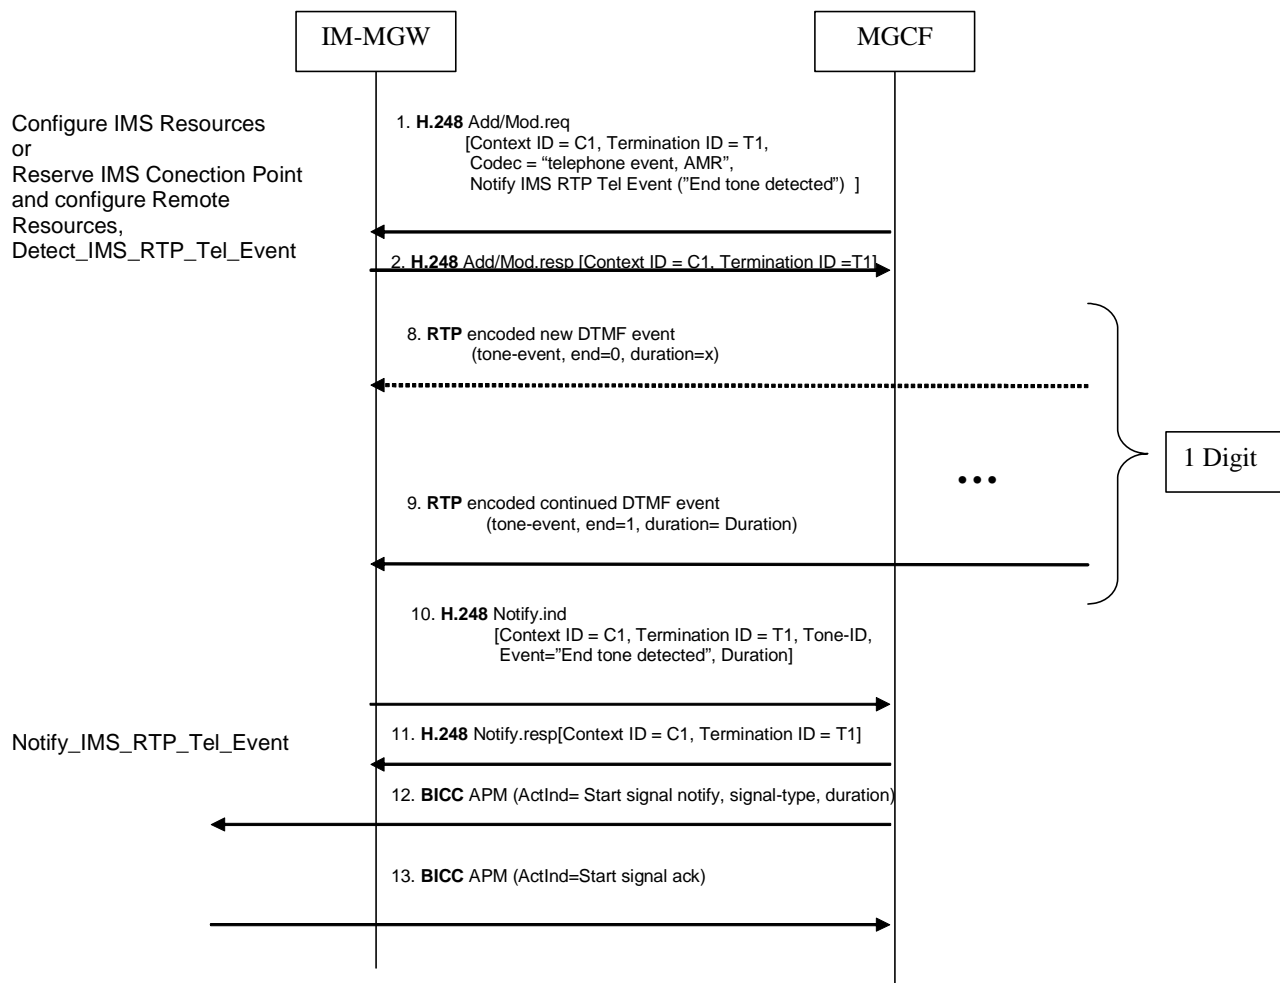 IM-MGW
MGCF
Configure IMS Resources
or
Reserve IMS Conection Point
and configure Remote
Resources,
Detect_IMS_RTP_Tel_Event
1. H.248 Add/Mod.req
[Context ID = C1, Termination ID = T1,
Codec = “telephone event, AMR”,
Notify IMS RTP Tel Event (”End tone detected”) ]
2. H.248 Add/Mod.resp [Context ID = C1, Termination ID =T1]
8. RTP encoded new DTMF event
(tone-event, end=0, duration=x)
1 Digit
...
9. RTP encoded continued DTMF event
(tone-event, end=1, duration= Duration)
10. H.248 Notify.ind
[Context ID = C1, Termination ID = T1, Tone-ID,
Event=”End tone detected”, Duration]
Notify_IMS_RTP_Tel_Event
11. H.248 Notify.resp[Context ID = C1, Termination ID = T1]
12. BICC APM (ActInd= Start signal notify, signal-type, duration)
13. BICC APM (ActInd=Start signal ack)